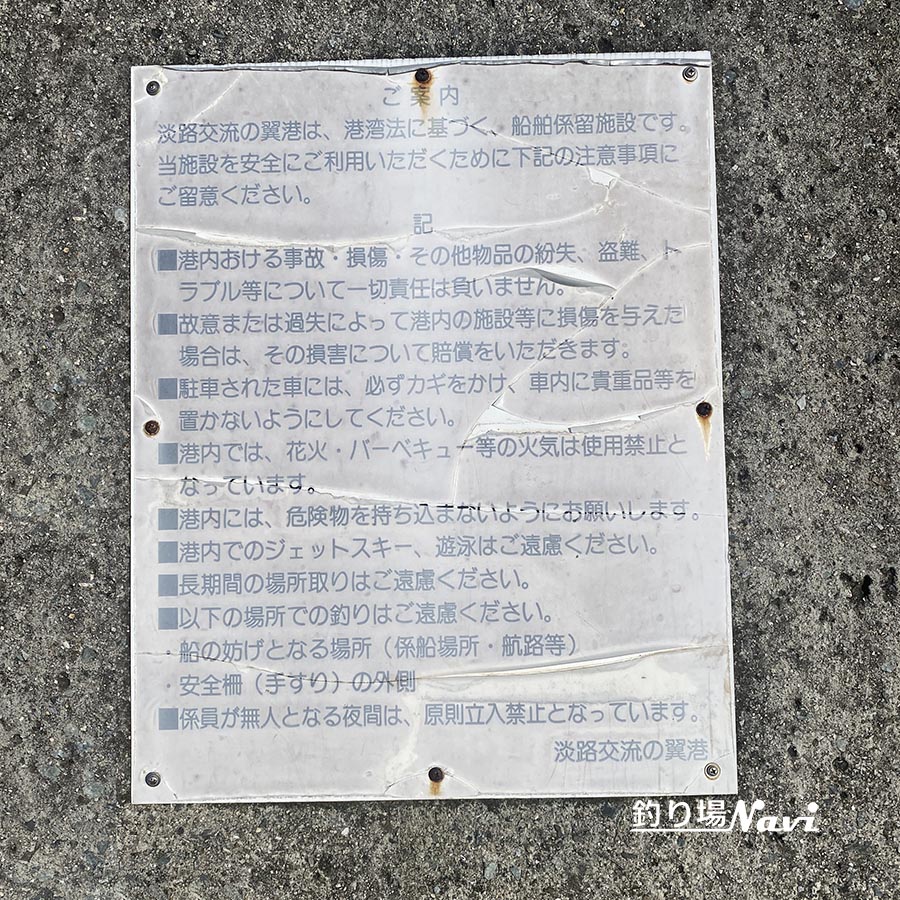 ご案内
淡路交流の翼港は、港湾法に基づく、船舶係留施設です。
当施設を安全にご利用いただくために下記の注意事項に
ご留意ください。
記
■港内おける事故・損傷・その他物品の紛失、盗難、ト
ラブル等について一切責任は負いません。
■故意または過失によって港内の施設等に損傷を与えた
場合は、その損害について賠償をいただきます。
■駐車された車には、必ずカギをかけ、車内に貴重品等を
置かないようにしてください。
■港内では、花火・バーベキュー等の火気は使用禁止と
なっています。
■港内には、危険物を持ち込まないようにお願いします。
■港内でのジェットスキー、遊泳はご遠慮ください。
■長期間の場所取りはご遠慮ください。
■以下の場所での釣りはご遠慮ください。
・船の妨げとなる場所（係船場所・航路等）
・安全柵（手すり）の外側
■係員が無人となる夜間は、原則立入禁止となっています。
淡路交流の翼港
釣り場Navi